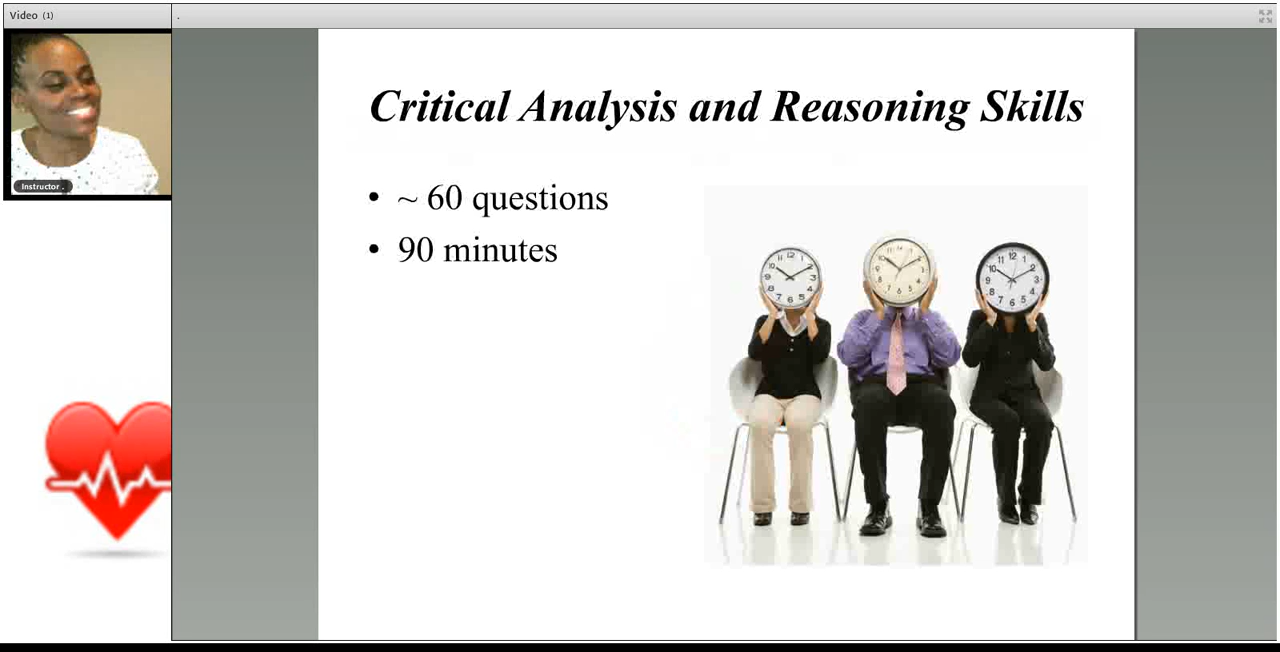 Video (1)
.
Instructor .
Critical Analysis and Reasoning Skills
• ~ 60 questions
• 90 minutes